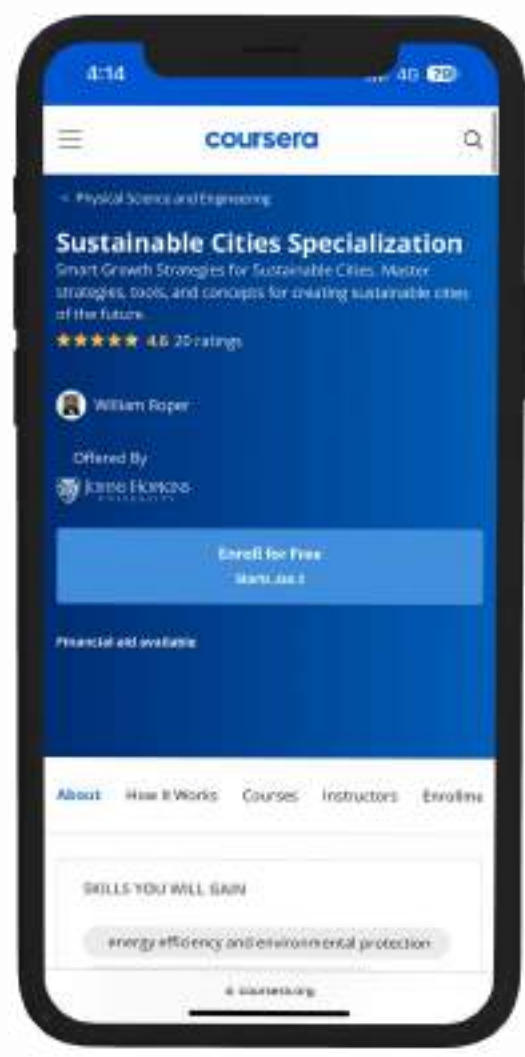 4:14
4G 79
coursera
< Physical Science and Engineering
Sustainable Cities Specialization
Smart Growth Strategies for Sustainable Cities. Master
strategies, tools, and concepts for creating sustainable cities
of the future.
4.6 20 ratings
William Roper
Offered By
JOHNS HOPKINS
UNIVERSITY
Enroll for Free
Starts
Financial aid available
About How It Works Courses Instructors Enrollme
SKILLS YOU WILL GAIN
energy efficiency and environmental protection
coursera.org